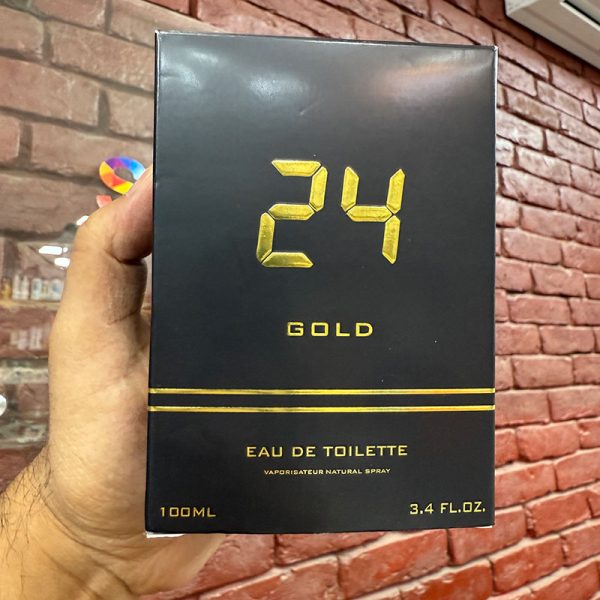 24
GOLD
EAU DE TOILETTE
VAPORISATEUR NATURAL SPRAY
100ML 3.4 FL.OZ.